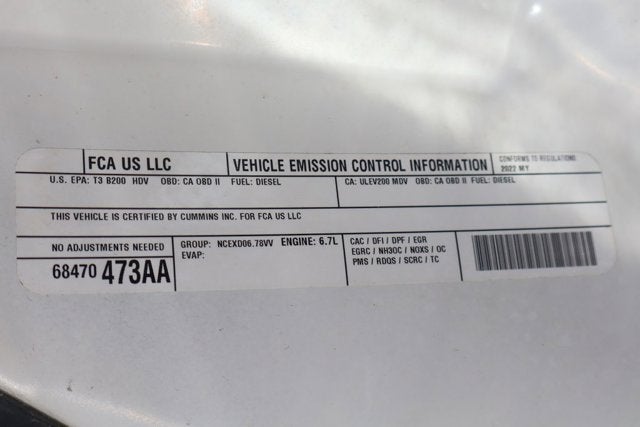 FCA US LLC
VEHICLE EMISSION CONTROL INFORMATION
CONFORMS TO REGULATIONS
2022 MY
U.S. EPA: T3 B200 HDV OBD: CA OBD II FUEL: DIESEL
CA: ULEV200 MDV OBD: CA OBD II FUEL: DIESEL
THIS VEHICLE IS CERTIFIED BY CUMMINS INC. FOR FCA US LLC
NO ADJUSTMENTS NEEDED
68470 473AA
GROUP: NCEXD06.78VV ENGINE: 6.7L
EVAP:
CAC / DFI / DPF / EGR
EGRC / NH3OC / NOXS / OC
PMS / RDQS / SCRC / TC